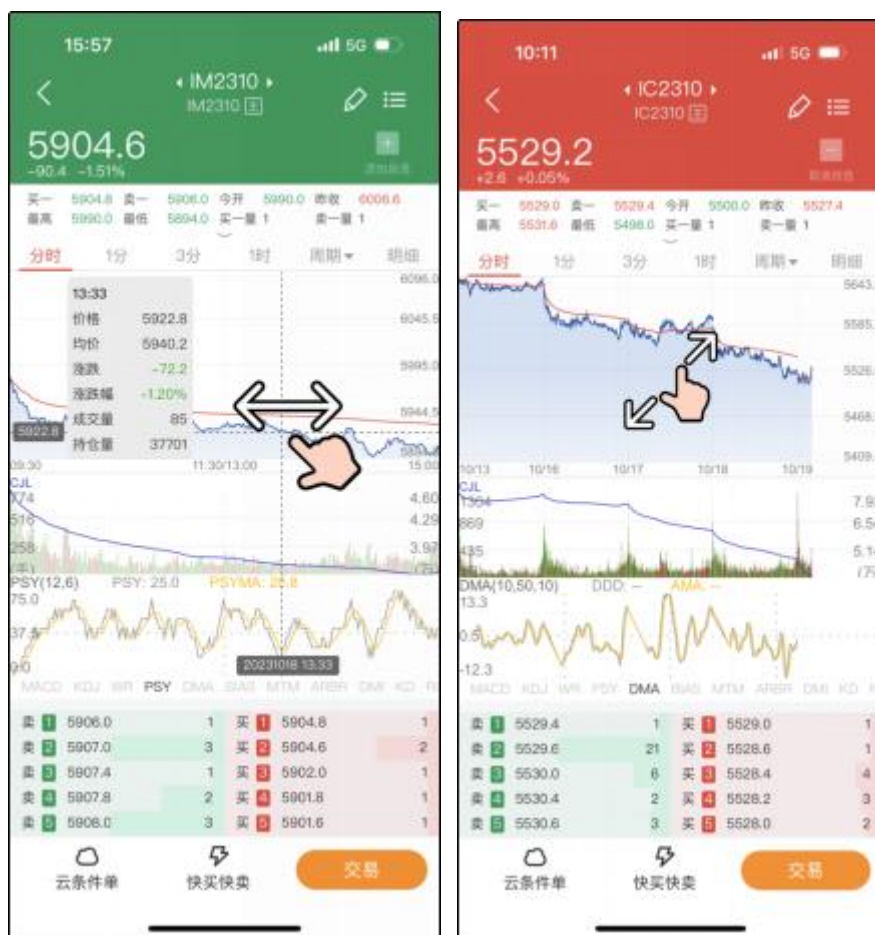 15:57
5G
IM2310
IM2310 主
5904.6
-90.4 -1.51%
买一 5904.8 卖一 5906.0 今开 5990.0 昨收 6006.6
最高 5990.0 最低 5894.0 买一量 1 卖一量 1
分时 1分 3分 1时 周期 明细
6096.0
13:33
价格 5922.8
6045.5
均价 5940.2
涨跌 -72.2
5995.0
涨跌幅 -1.20%
成交量 85
5944.5
5922.8
持仓量 37701
09:30 11:30/13:00 15:00
CJL
774 4.60
516 4.29
258 3.97
PSY(12,6) PSY: 25.0 PSYMA: 26.8
75.0
37.5
20231018 13:33
MACD KDJ WR PSY DMA BIAS MTM ARBR DMI KD
卖 1 5906.0 1 买 1 5904.8 1
卖 2 5907.0 3 买 2 5904.6 2
卖 3 5907.4 1 买 3 5902.0 1
卖 4 5907.8 2 买 4 5901.8 1
卖 5 5908.0 3 买 5 5901.6 1
云条件单 快买快卖 交易
10:11
5G
IC2310
IC2310 主
5529.2
+2.6 +0.05%
买一 5529.0 卖一 5529.4 今开 5500.0 昨收 5527.4
最高 5531.6 最低 5498.0 买一量 1 卖一量 1
分时 1分 3分 1时 周期 明细
5643.
5585.
5526.
5468.
5409.
10/13 10/16 10/17 10/18 10/19
CJL
1304 7.9
869 6.5
435 5.1
DMA(10,50,10) DDD: -- AMA: --
13.3
0.5
-12.3
MACD KDJ WR PSY DMA BIAS MTM ARBR DMI KD
卖 1 5529.4 1 买 1 5529.0 1
卖 2 5529.6 21 买 2 5528.6 1
卖 3 5530.0 6 买 3 5528.4 4
卖 4 5530.4 2 买 4 5528.2 3
卖 5 5530.6 3 买 5 5528.0 2
云条件单 快买快卖 交易